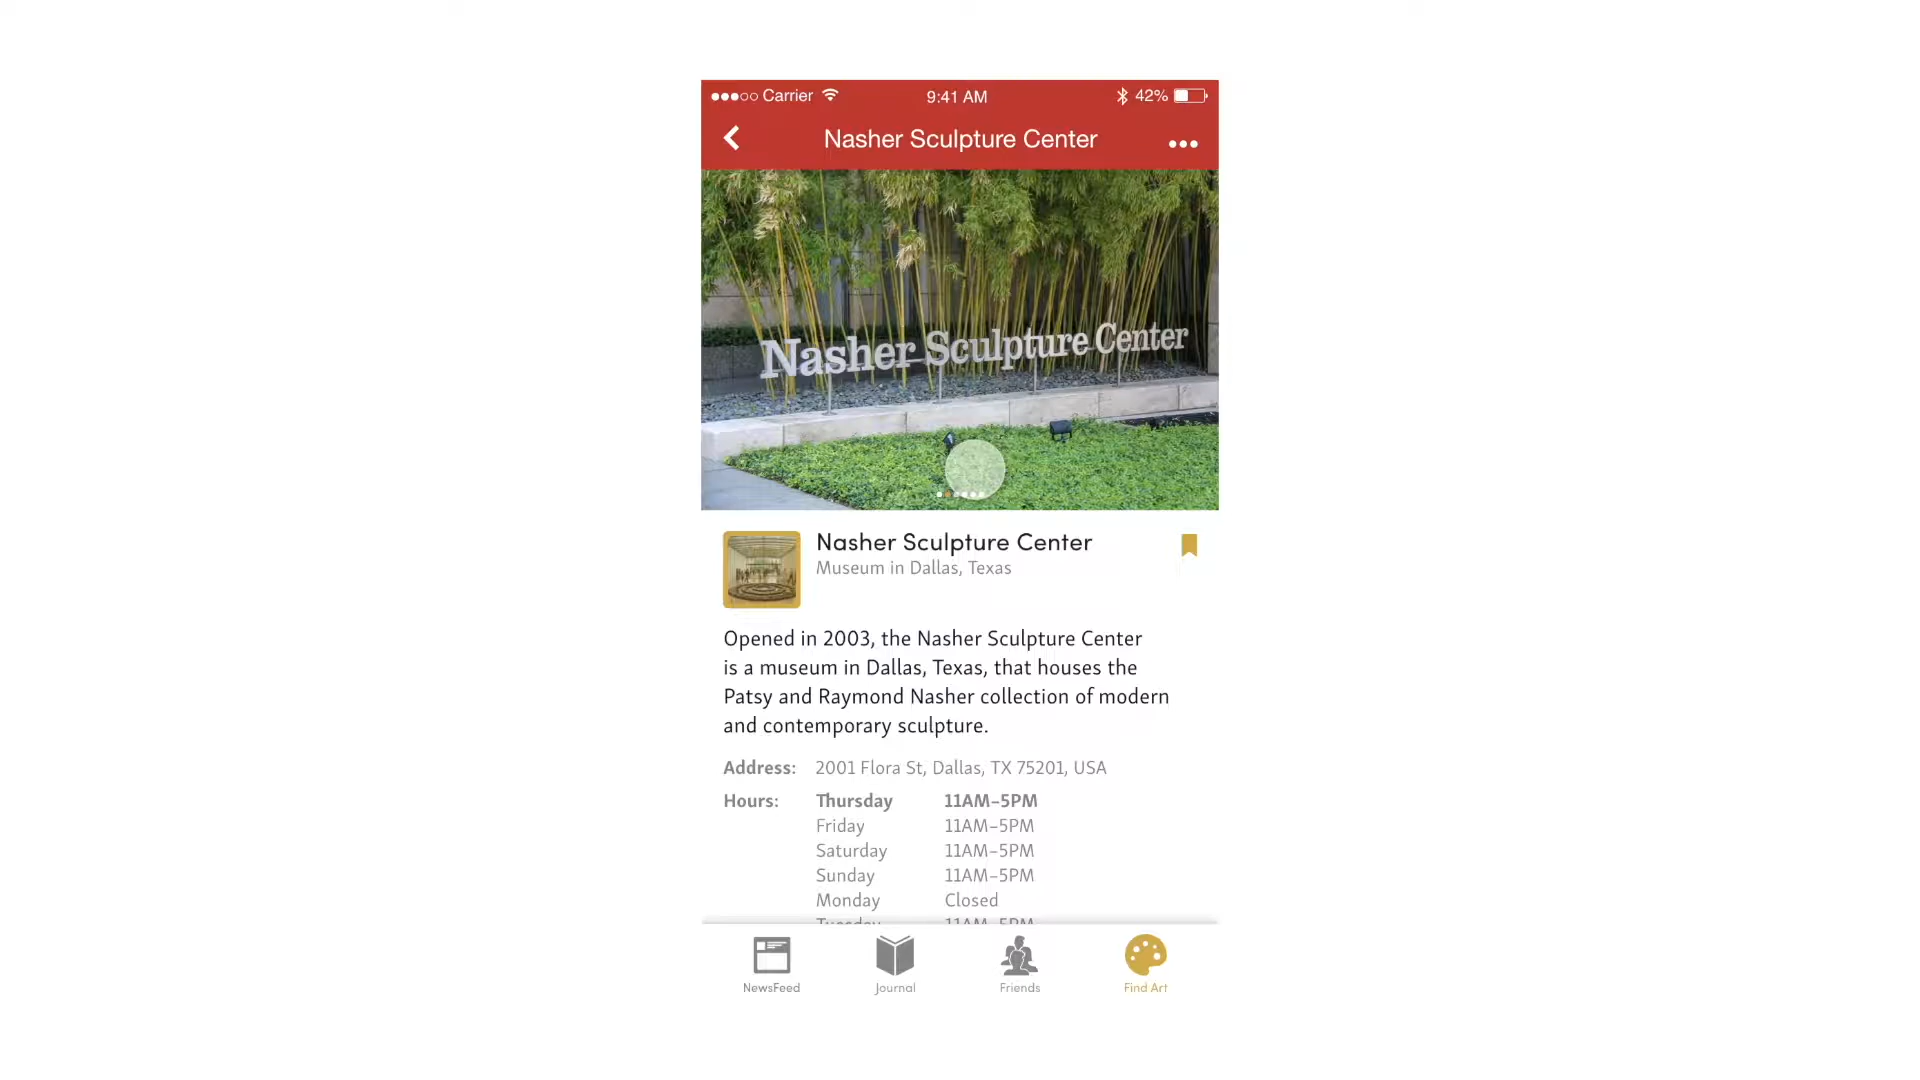 Carrier 9:41 AM 42%
Nasher Sculpture Center
Nasher Sculpture Center
Nasher Sculpture Center
Museum in Dallas, Texas
Opened in 2003, the Nasher Sculpture Center
is a museum in Dallas, Texas, that houses the
Patsy and Raymond Nasher collection of modern
and contemporary sculpture.
Address: 2001 Flora St, Dallas, TX 75201, USA
Hours: Thursday 11AM–5PM
Friday 11AM–5PM
Saturday 11AM–5PM
Sunday 11AM–5PM
Monday Closed
Tuesday 11AM–5PM
NewsFeed Journal Friends Find Art